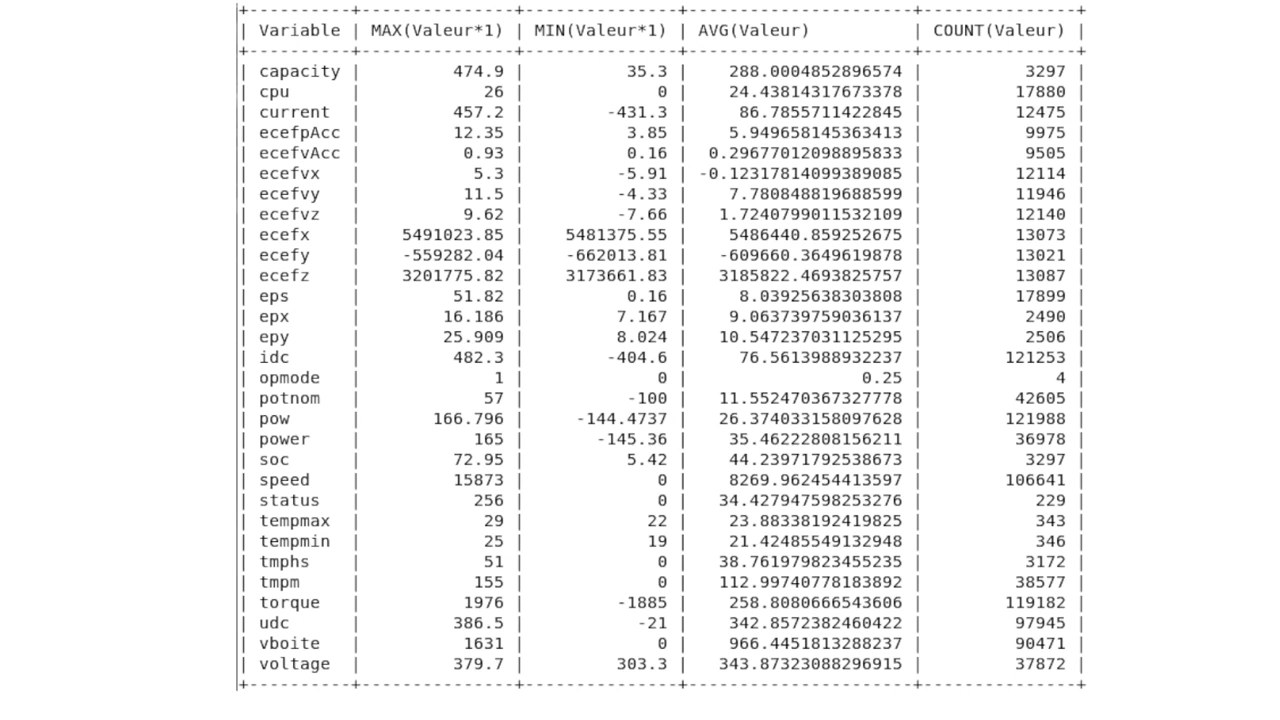 +-----------+---------------+---------------+----------------------+---------------+
| Variable | MAX(Valeur*1) | MIN(Valeur*1) | AVG(Valeur)          | COUNT(Valeur) |
+-----------+---------------+---------------+----------------------+---------------+
| capacity | 474.9 | 35.3 | 288.0004852896574 | 3297 |
| cpu | 26 | 0 | 24.43814317673378 | 17880 |
| current | 457.2 | -431.3 | 86.7855711422845 | 12475 |
| ecefpAcc | 12.35 | 3.85 | 5.949658145363413 | 9975 |
| ecefvAcc | 0.93 | 0.16 | 0.29677012098895833 | 9505 |
| ecefvx | 5.3 | -5.91 | -0.12317814099389085 | 12114 |
| ecefvy | 11.5 | -4.33 | 7.780848819688599 | 11946 |
| ecefvz | 9.62 | -7.66 | 1.7240799011532109 | 12140 |
| ecefx | 5491023.85 | 5481375.55 | 5486440.859252675 | 13073 |
| ecefy | -559282.04 | -662013.81 | -609660.3649619878 | 13021 |
| ecefz | 3201775.82 | 3173661.83 | 3185822.4693825757 | 13087 |
| eps | 51.82 | 0.16 | 8.03925638303808 | 17899 |
| epx | 16.186 | 7.167 | 9.063739759036137 | 2490 |
| epy | 25.909 | 8.024 | 10.547237031125295 | 2506 |
| idc | 482.3 | -404.6 | 76.5613988932237 | 121253 |
| opmode | 1 | 0 | 0.25 | 4 |
| potnom | 57 | -100 | 11.552470367327778 | 42605 |
| pow | 166.796 | -144.4737 | 26.374033158097628 | 121988 |
| power | 165 | -145.36 | 35.46222808156211 | 36978 |
| soc | 72.95 | 5.42 | 44.23971792538673 | 3297 |
| speed | 15873 | 0 | 8269.962454413597 | 106641 |
| status | 256 | 0 | 34.427947598253276 | 229 |
| tempmax | 29 | 22 | 23.88338192419825 | 343 |
| tempmin | 25 | 19 | 21.42485549132948 | 346 |
| tmphs | 51 | 0 | 38.761979823455235 | 3172 |
| tmpm | 155 | 0 | 112.99740778183892 | 38577 |
| torque | 1976 | -1885 | 258.8080666543606 | 119182 |
| udc | 386.5 | -21 | 342.8572382460422 | 97945 |
| vboite | 1631 | 0 | 966.4451813288237 | 90471 |
| voltage | 379.7 | 303.3 | 343.87323088296915 | 37872 |
+-----------+---------------+---------------+----------------------+---------------+